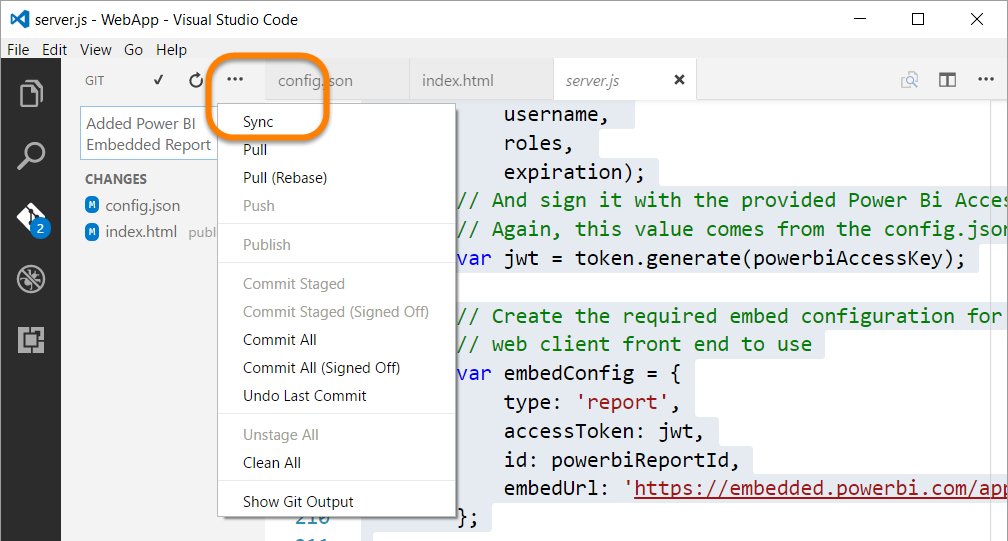 server.js - WebApp - Visual Studio Code
File Edit View Go Help
GIT
config.json index.html server.js
Added Power BI
Embedded Report
CHANGES
M config.json
M index.html publ
2
Sync
Pull
Pull (Rebase)
Push
Publish
Commit Staged
Commit Staged (Signed Off)
Commit All
Commit All (Signed Off)
Undo Last Commit
Unstage All
Clean All
Show Git Output
username,
roles,
expiration);
// And sign it with the provided Power Bi Acces
// Again, this value comes from the config.json
var jwt = token.generate(powerbiAccessKey);
// Create the required embed configuration for
// web client front end to use
var embedConfig = {
type: 'report',
accessToken: jwt,
id: powerbiReportId,
embedUrl: 'https://embedded.powerbi.com/app
};